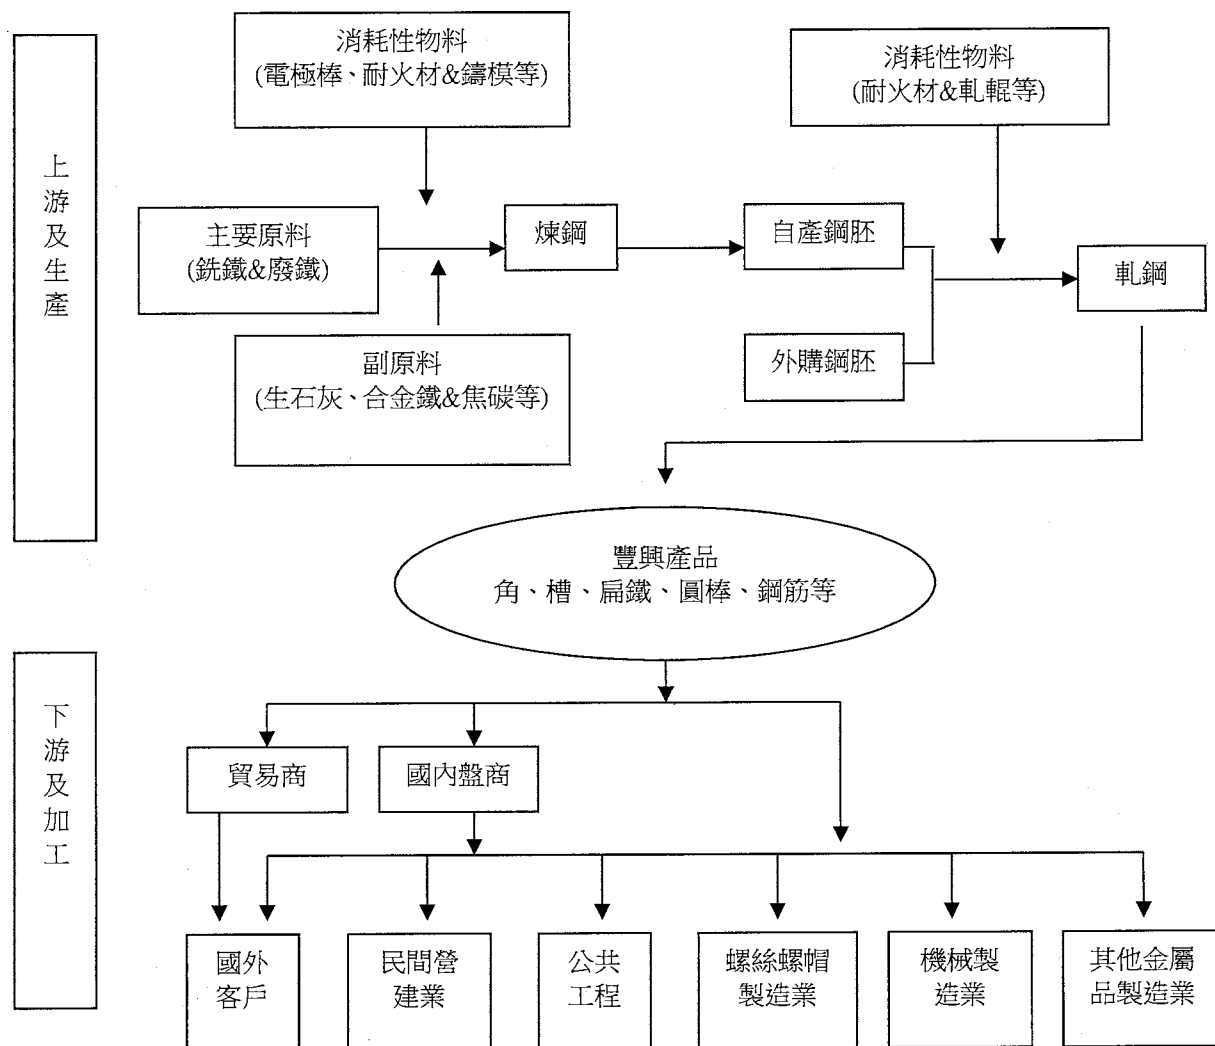 消耗性物料
(電極棒、耐火材&鑄模等)
消耗性物料
(耐火材&軋輥等)
上游及生產
主要原料
(銑鐵&廢鐵)
煉鋼
自產鋼胚
軋鋼
外購鋼胚
副原料
(生石灰、合金鐵&焦碳等)
豐興產品
角、槽、扁鐵、圓棒、鋼筋等
下游及加工
貿易商
國內盤商
國外
客戶
民間營
建業
公共
工程
螺絲螺帽
製造業
機械製
造業
其他金屬
品製造業